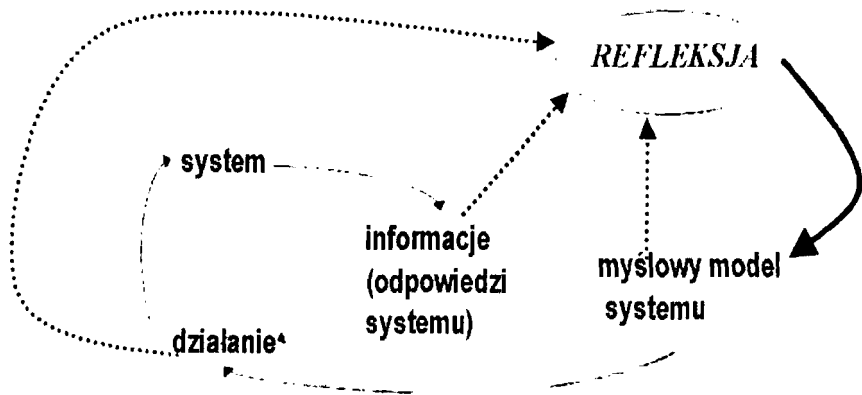 REFLEKSJA
system
informacje
(odpowiedzi
systemu)
myślowy model
systemu
działanie